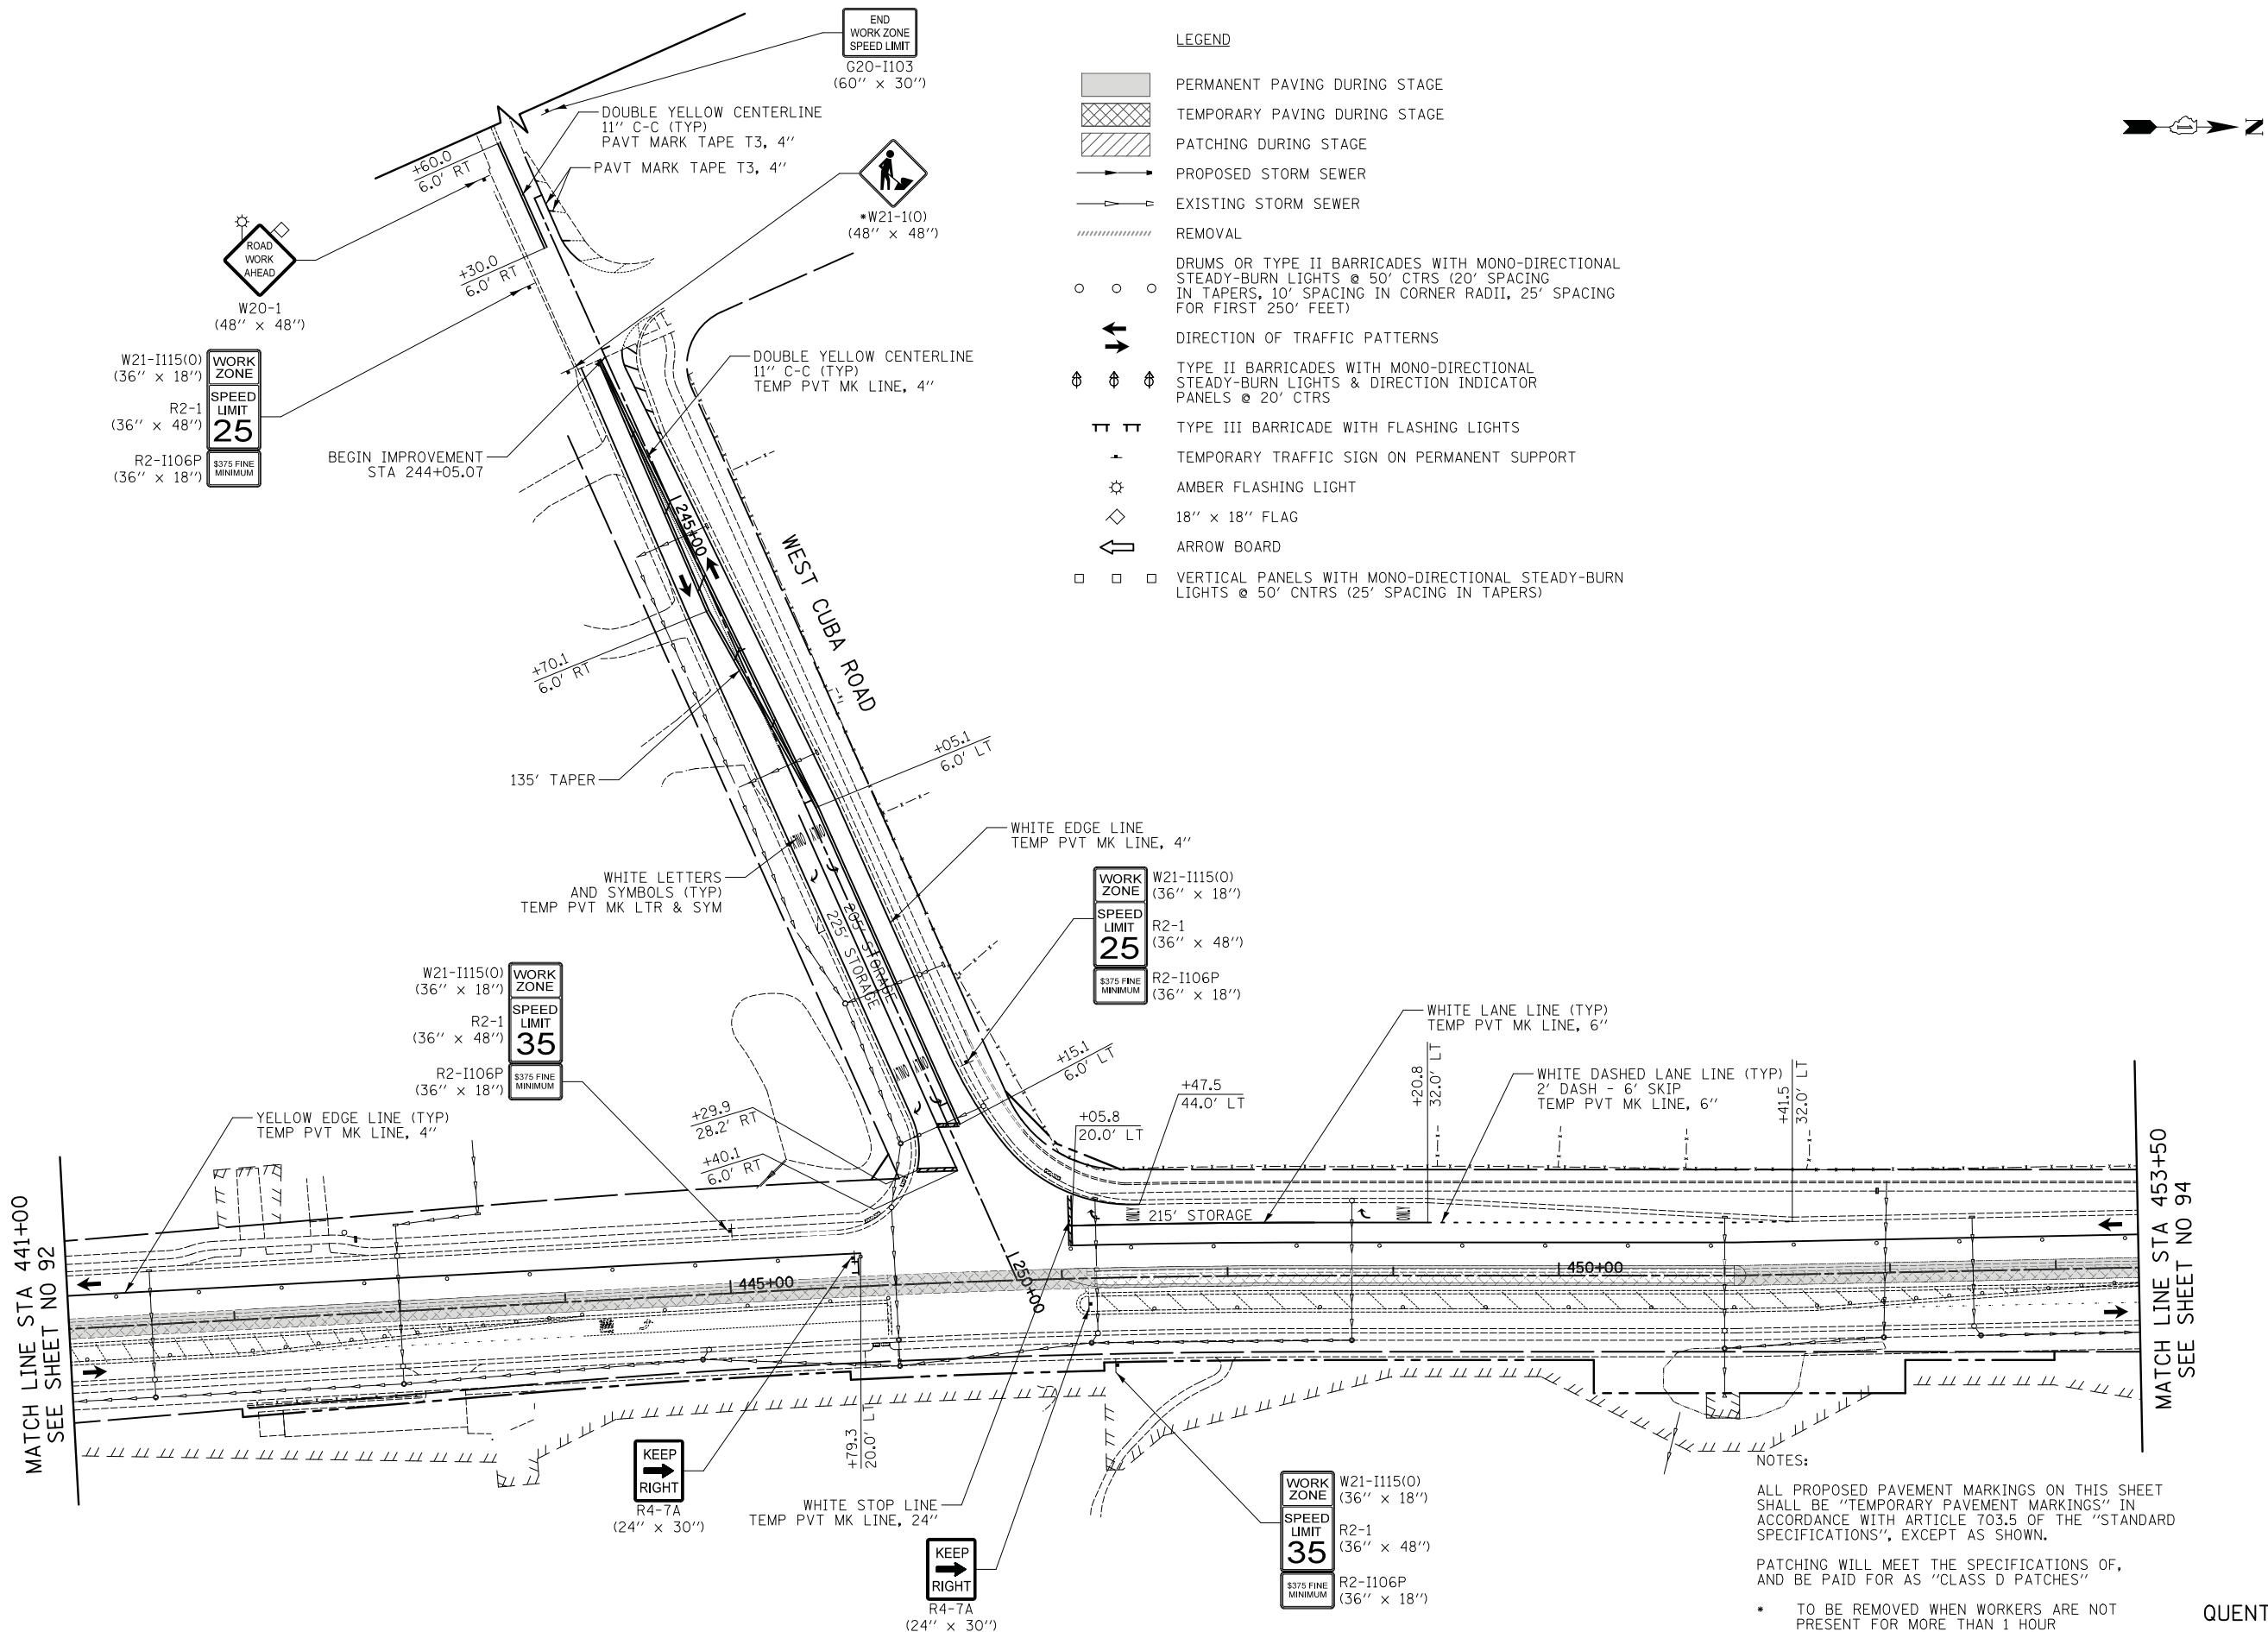 END
WORK ZONE
SPEED LIMIT
G20-I103
(60" x 30")
DOUBLE YELLOW CENTERLINE
11" C-C (TYP)
PAVT MARK TAPE T3, 4"
PAVT MARK TAPE T3, 4"
*W21-1(O)
(48" x 48")
+60.0
6.0' RT
ROAD
WORK
AHEAD
W20-1
(48" x 48")
+30.0
6.0' RT
W21-I115(O)
(36" x 18")
R2-1
(36" x 48")
R2-I106P
(36" x 18")
WORK
ZONE
SPEED
LIMIT
25
$375 FINE
MINIMUM
BEGIN IMPROVEMENT
STA 244+05.07
DOUBLE YELLOW CENTERLINE
11" C-C (TYP)
TEMP PVT MK LINE, 4"
245+00
WEST CUBA ROAD
+70.1
6.0' RT
135' TAPER
+05.1
6.0' LT
WHITE EDGE LINE
TEMP PVT MK LINE, 4"
WHITE LETTERS
AND SYMBOLS (TYP)
TEMP PVT MK LTR & SYM
ONLY
ONLY
205' STORAGE
225' STORAGE
ONLY
ONLY
WORK
ZONE
SPEED
LIMIT
25
$375 FINE
MINIMUM
W21-I115(O)
(36" x 18")
R2-1
(36" x 48")
R2-I106P
(36" x 18")
W21-I115(O)
(36" x 18")
R2-1
(36" x 48")
R2-I106P
(36" x 18")
WORK
ZONE
SPEED
LIMIT
35
$375 FINE
MINIMUM
YELLOW EDGE LINE (TYP)
TEMP PVT MK LINE, 4"
+29.9
28.2' RT
+40.1
6.0' RT
+15.1
6.0' LT
+05.8
20.0' LT
+47.5
44.0' LT
WHITE LANE LINE (TYP)
TEMP PVT MK LINE, 6"
+20.8
32.0' LT
WHITE DASHED LANE LINE (TYP)
2' DASH - 6' SKIP
TEMP PVT MK LINE, 6"
+41.5
32.0' LT
ONLY
215' STORAGE
ONLY
MATCH LINE STA 441+00
SEE SHEET NO 92
445+00
250+00
450+00
MATCH LINE STA 453+50
SEE SHEET NO 94
+79.3
20.0' LT
KEEP
RIGHT
R4-7A
(24" x 30")
WHITE STOP LINE
TEMP PVT MK LINE, 24"
KEEP
RIGHT
R4-7A
(24" x 30")
WORK
ZONE
SPEED
LIMIT
35
$375 FINE
MINIMUM
W21-I115(O)
(36" x 18")
R2-1
(36" x 48")
R2-I106P
(36" x 18")
LEGEND
PERMANENT PAVING DURING STAGE
TEMPORARY PAVING DURING STAGE
PATCHING DURING STAGE
PROPOSED STORM SEWER
EXISTING STORM SEWER
REMOVAL
DRUMS OR TYPE II BARRICADES WITH MONO-DIRECTIONAL
STEADY-BURN LIGHTS @ 50' CTRS (20' SPACING
IN TAPERS, 10' SPACING IN CORNER RADII, 25' SPACING
FOR FIRST 250' FEET)
DIRECTION OF TRAFFIC PATTERNS
TYPE II BARRICADES WITH MONO-DIRECTIONAL
STEADY-BURN LIGHTS & DIRECTION INDICATOR
PANELS @ 20' CTRS
TYPE III BARRICADE WITH FLASHING LIGHTS
TEMPORARY TRAFFIC SIGN ON PERMANENT SUPPORT
AMBER FLASHING LIGHT
18" x 18" FLAG
ARROW BOARD
VERTICAL PANELS WITH MONO-DIRECTIONAL STEADY-BURN
LIGHTS @ 50' CNTRS (25' SPACING IN TAPERS)
N
NOTES:
ALL PROPOSED PAVEMENT MARKINGS ON THIS SHEET
SHALL BE "TEMPORARY PAVEMENT MARKINGS" IN
ACCORDANCE WITH ARTICLE 703.5 OF THE "STANDARD
SPECIFICATIONS", EXCEPT AS SHOWN.
PATCHING WILL MEET THE SPECIFICATIONS OF,
AND BE PAID FOR AS "CLASS D PATCHES"
* TO BE REMOVED WHEN WORKERS ARE NOT
PRESENT FOR MORE THAN 1 HOUR
QUENT